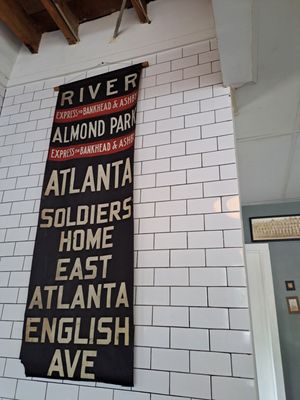 RIVER
EXPRESS TO BANKHEAD & ASHBY
ALMOND PARK
EXPRESS TO BANKHEAD & ASHBY
ATLANTA
SOLDIERS
HOME
EAST
ATLANTA
ENGLISH
AVE